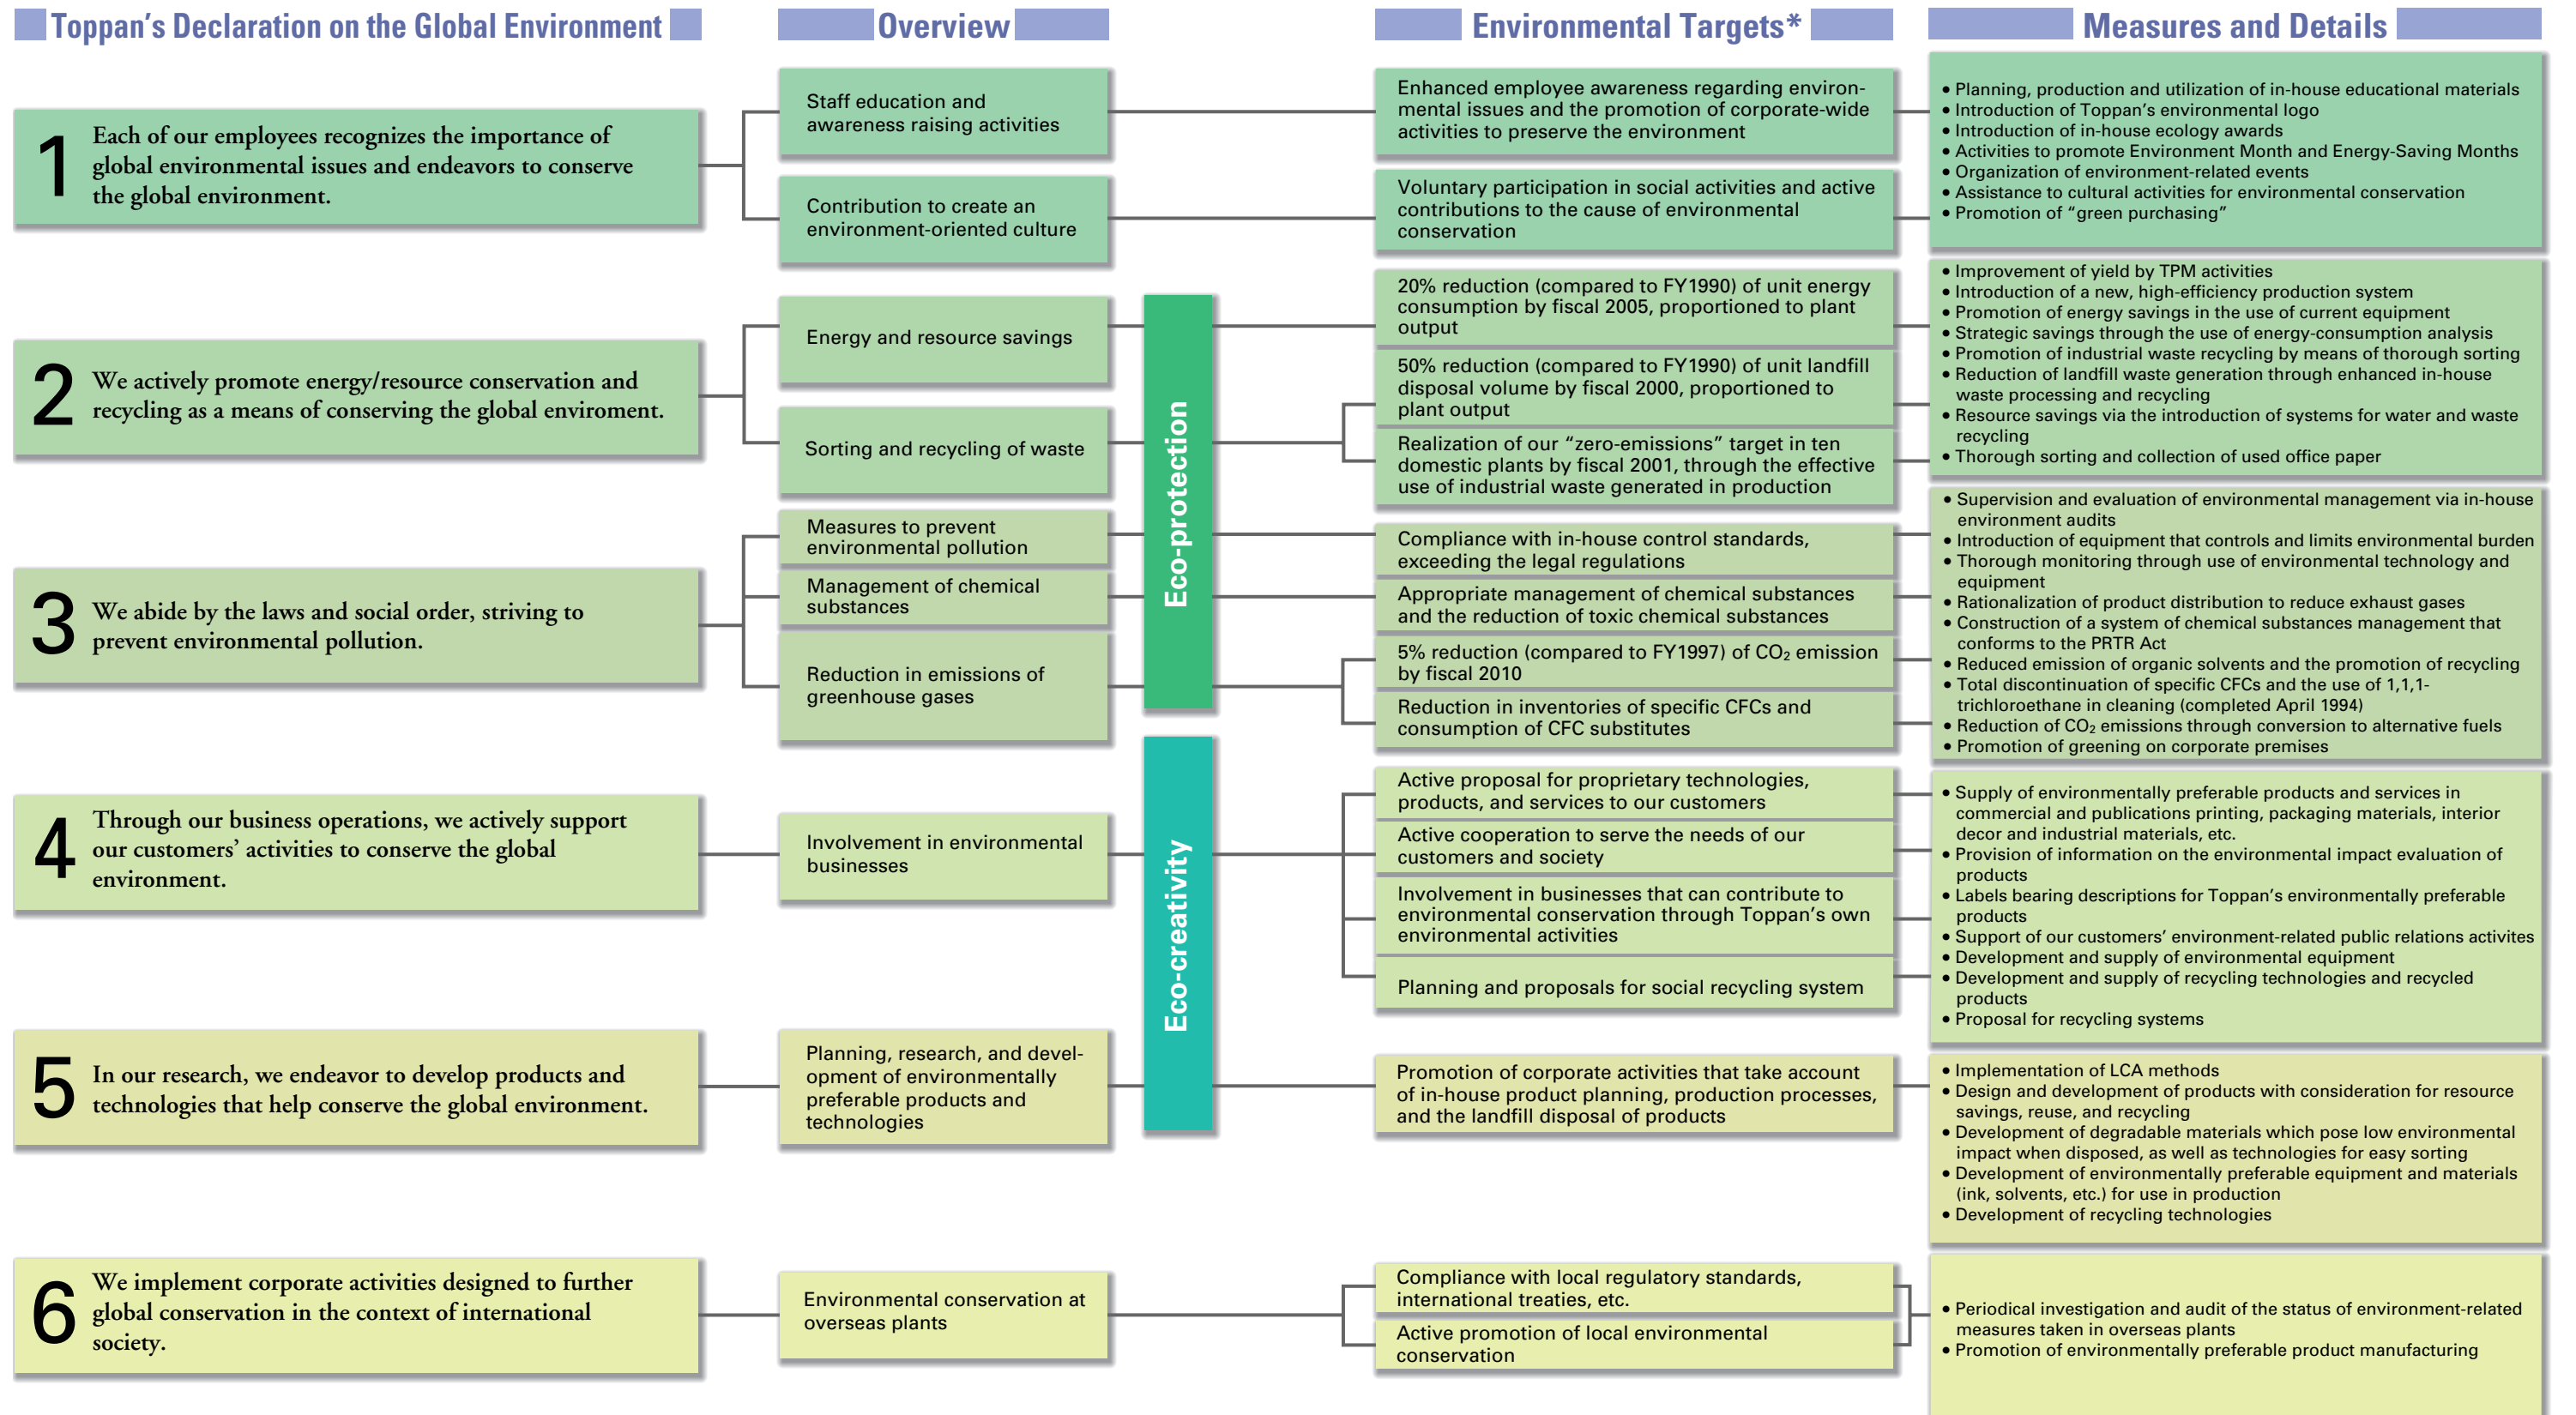 Toppan's Declaration on the Global Environment
Overview
Environmental Targets*
Measures and Details
1
Each of our employees recognizes the importance of
global environmental issues and endeavors to conserve
the global environment.
Staff education and
awareness raising activities
Contribution to create an
environment-oriented culture
Enhanced employee awareness regarding environ-
mental issues and the promotion of corporate-wide
activities to preserve the environment
Voluntary participation in social activities and active
contributions to the cause of environmental
conservation
• Planning, production and utilization of in-house educational materials
• Introduction of Toppan's environmental logo
• Introduction of in-house ecology awards
• Activities to promote Environment Month and Energy-Saving Months
• Organization of environment-related events
• Assistance to cultural activities for environmental conservation
• Promotion of “green purchasing”
2
We actively promote energy/resource conservation and
recycling as a means of conserving the global enviroment.
Energy and resource savings
Sorting and recycling of waste
Eco-protection
20% reduction (compared to FY1990) of unit energy
consumption by fiscal 2005, proportioned to plant
output
50% reduction (compared to FY1990) of unit landfill
disposal volume by fiscal 2000, proportioned to
plant output
Realization of our “zero-emissions” target in ten
domestic plants by fiscal 2001, through the effective
use of industrial waste generated in production
• Improvement of yield by TPM activities
• Introduction of a new, high-efficiency production system
• Promotion of energy savings in the use of current equipment
• Strategic savings through the use of energy-consumption analysis
• Promotion of industrial waste recycling by means of thorough sorting
• Reduction of landfill waste generation through enhanced in-house
waste processing and recycling
• Resource savings via the introduction of systems for water and waste
recycling
• Thorough sorting and collection of used office paper
3
We abide by the laws and social order, striving to
prevent environmental pollution.
Measures to prevent
environmental pollution
Management of chemical
substances
Reduction in emissions of
greenhouse gases
Compliance with in-house control standards,
exceeding the legal regulations
Appropriate management of chemical substances
and the reduction of toxic chemical substances
5% reduction (compared to FY1997) of CO₂ emission
by fiscal 2010
Reduction in inventories of specific CFCs and
consumption of CFC substitutes
• Supervision and evaluation of environmental management via in-house
environment audits
• Introduction of equipment that controls and limits environmental burden
• Thorough monitoring through use of environmental technology and
equipment
• Rationalization of product distribution to reduce exhaust gases
• Construction of a system of chemical substances management that
conforms to the PRTR Act
• Reduced emission of organic solvents and the promotion of recycling
• Total discontinuation of specific CFCs and the use of 1,1,1-
trichloroethane in cleaning (completed April 1994)
• Reduction of CO₂ emissions through conversion to alternative fuels
• Promotion of greening on corporate premises
4
Through our business operations, we actively support
our customers' activities to conserve the global
environment.
Involvement in environmental
businesses
Eco-creativity
Active proposal for proprietary technologies,
products, and services to our customers
Active cooperation to serve the needs of our
customers and society
Involvement in businesses that can contribute to
environmental conservation through Toppan's own
environmental activities
Planning and proposals for social recycling system
• Supply of environmentally preferable products and services in
commercial and publications printing, packaging materials, interior
decor and industrial materials, etc.
• Provision of information on the environmental impact evaluation of
products
• Labels bearing descriptions for Toppan's environmentally preferable
products
• Support of our customers' environment-related public relations activites
• Development and supply of environmental equipment
• Development and supply of recycling technologies and recycled
products
• Proposal for recycling systems
5
In our research, we endeavor to develop products and
technologies that help conserve the global environment.
Planning, research, and devel-
opment of environmentally
preferable products and
technologies
Promotion of corporate activities that take account
of in-house product planning, production processes,
and the landfill disposal of products
• Implementation of LCA methods
• Design and development of products with consideration for resource
savings, reuse, and recycling
• Development of degradable materials which pose low environmental
impact when disposed, as well as technologies for easy sorting
• Development of environmentally preferable equipment and materials
(ink, solvents, etc.) for use in production
• Development of recycling technologies
6
We implement corporate activities designed to further
global conservation in the context of international
society.
Environmental conservation at
overseas plants
Compliance with local regulatory standards,
international treaties, etc.
Active promotion of local environmental
conservation
• Periodical investigation and audit of the status of environment-related
measures taken in overseas plants
• Promotion of environmentally preferable product manufacturing